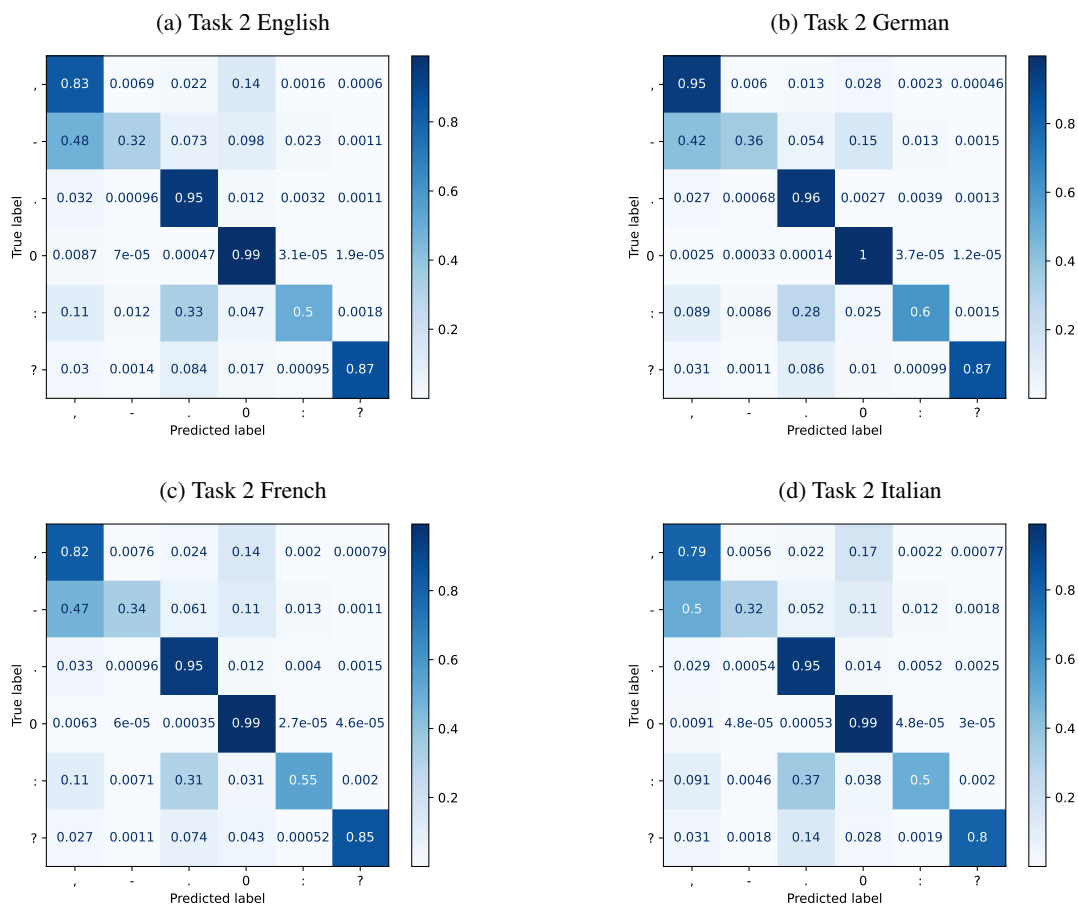 (a) Task 2 English
(b) Task 2 German
True label
, 0.83 0.0069 0.022 0.14 0.0016 0.0006
- 0.48 0.32 0.073 0.098 0.023 0.0011
. 0.032 0.00096 0.95 0.012 0.0032 0.0011
0 0.0087 7e-05 0.00047 0.99 3.1e-05 1.9e-05
: 0.11 0.012 0.33 0.047 0.5 0.0018
? 0.03 0.0014 0.084 0.017 0.00095 0.87
, - . 0 : ?
Predicted label
0.8
0.6
0.4
0.2
True label
, 0.95 0.006 0.013 0.028 0.0023 0.00046
- 0.42 0.36 0.054 0.15 0.013 0.0015
. 0.027 0.00068 0.96 0.0027 0.0039 0.0013
0 0.0025 0.00033 0.00014 1 3.7e-05 1.2e-05
: 0.089 0.0086 0.28 0.025 0.6 0.0015
? 0.031 0.0011 0.086 0.01 0.00099 0.87
, - . 0 : ?
Predicted label
0.8
0.6
0.4
0.2
(c) Task 2 French
(d) Task 2 Italian
True label
, 0.82 0.0076 0.024 0.14 0.002 0.00079
- 0.47 0.34 0.061 0.11 0.013 0.0011
. 0.033 0.00096 0.95 0.012 0.004 0.0015
0 0.0063 6e-05 0.00035 0.99 2.7e-05 4.6e-05
: 0.11 0.0071 0.31 0.031 0.55 0.002
? 0.027 0.0011 0.074 0.043 0.00052 0.85
, - . 0 : ?
Predicted label
0.8
0.6
0.4
0.2
True label
, 0.79 0.0056 0.022 0.17 0.0022 0.00077
- 0.5 0.32 0.052 0.11 0.012 0.0018
. 0.029 0.00054 0.95 0.014 0.0052 0.0025
0 0.0091 4.8e-05 0.00053 0.99 4.8e-05 3e-05
: 0.091 0.0046 0.37 0.038 0.5 0.002
? 0.031 0.0018 0.14 0.028 0.0019 0.8
, - . 0 : ?
Predicted label
0.8
0.6
0.4
0.2